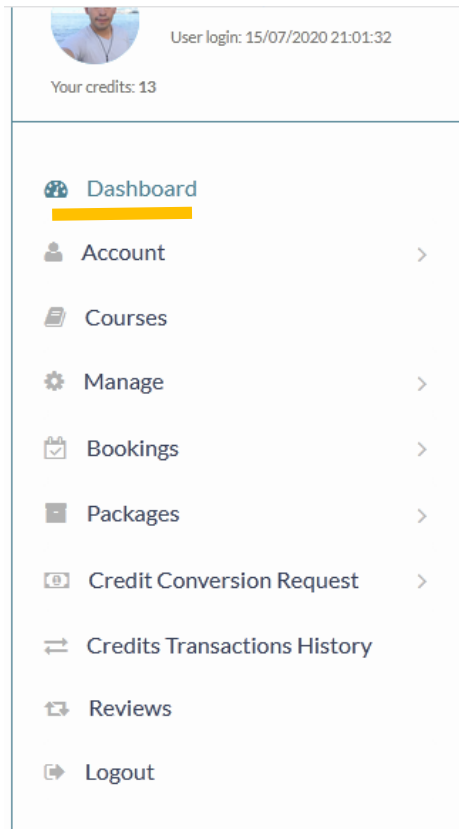 User login: 15/07/2020 21:01:32
Your credits: 13
Dashboard
Account
Courses
Manage
Bookings
Packages
Credit Conversion Request
Credits Transactions History
Reviews
Logout